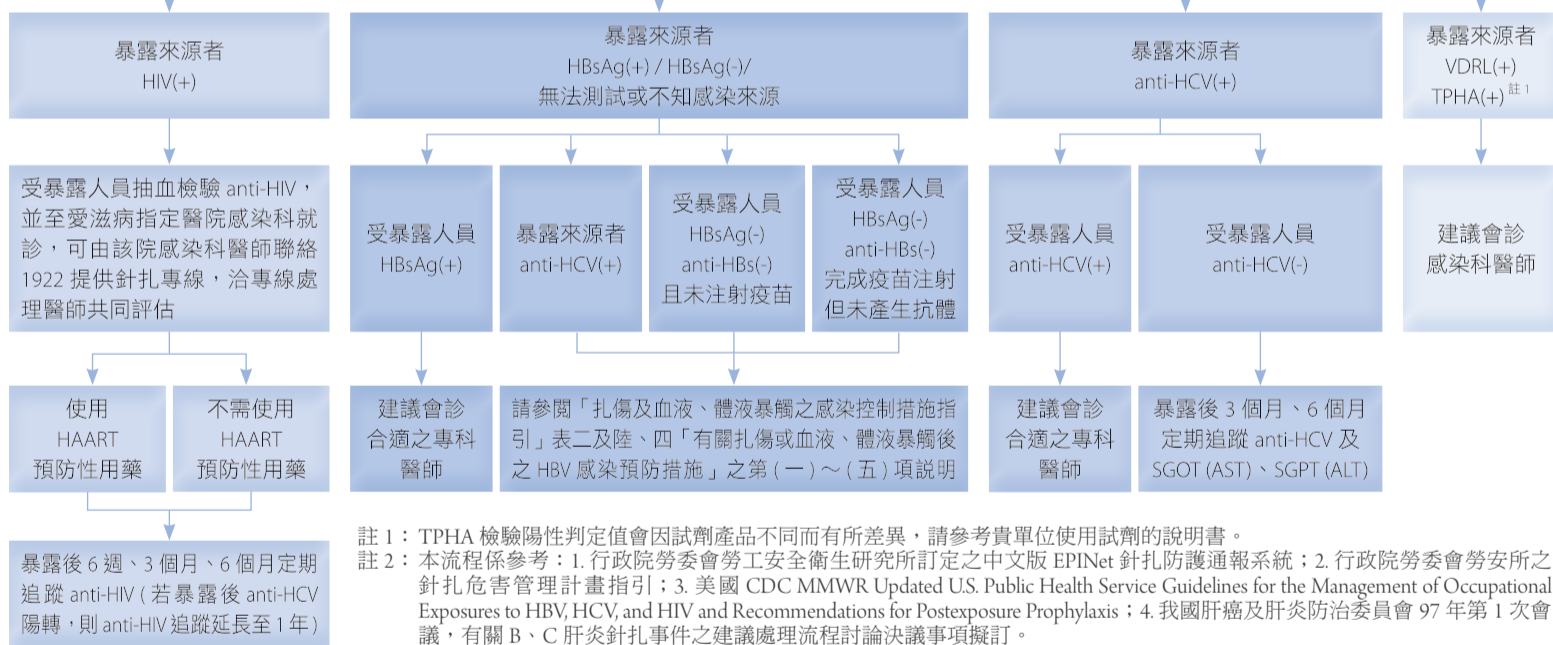 暴露來源者
HIV(+)
暴露來源者
HBsAg(+) / HBsAg(-)/
無法測試或不知感染來源
暴露來源者
anti-HCV(+)
暴露來源者
VDRL(+)
TPHA(+) 註 1
受暴露人員抽血檢驗 anti-HIV，
並至愛滋病指定醫院感染科就
診，可由該院感染科醫師聯絡
1922 提供針扎專線，洽專線處
理醫師共同評估
受暴露人員
HBsAg(+)
暴露來源者
anti-HCV(+)
受暴露人員
HBsAg(-)
anti-HBs(-)
且未注射疫苗
受暴露人員
HBsAg(-)
anti-HBs(-)
完成疫苗注射
但未產生抗體
受暴露人員
anti-HCV(+)
受暴露人員
anti-HCV(-)
建議會診
感染科醫師
使用
HAART
預防性用藥
不需使用
HAART
預防性用藥
建議會診
合適之專科
醫師
請參閱「扎傷及血液、體液暴觸之感染控制措施指
引」表二及陸、四「有關扎傷或血液、體液暴觸後
之 HBV 感染預防措施」之第 ( 一 ) ～ ( 五 ) 項說明
建議會診
合適之專科
醫師
暴露後 3 個月、6 個月
定期追蹤 anti-HCV 及
SGOT (AST)、SGPT (ALT)
暴露後 6 週、3 個月、6 個月定期
追蹤 anti-HIV ( 若暴露後 anti-HCV
陽轉，則 anti-HIV 追蹤延長至 1 年 )
註 1： TPHA 檢驗陽性判定值會因試劑產品不同而有所差異，請參考貴單位使用試劑的說明書。
註 2： 本流程係參考：1. 行政院勞委會勞工安全衛生研究所訂定之中文版 EPINet 針扎防護通報系統；2. 行政院勞委會勞安所之
針扎危害管理計畫指引；3. 美國 CDC MMWR Updated U.S. Public Health Service Guidelines for the Management of Occupational
Exposures to HBV, HCV, and HIV and Recommendations for Postexposure Prophylaxis；4. 我國肝癌及肝炎防治委員會 97 年第 1 次會
議，有關 B、C 肝炎針扎事件之建議處理流程討論決議事項擬訂。